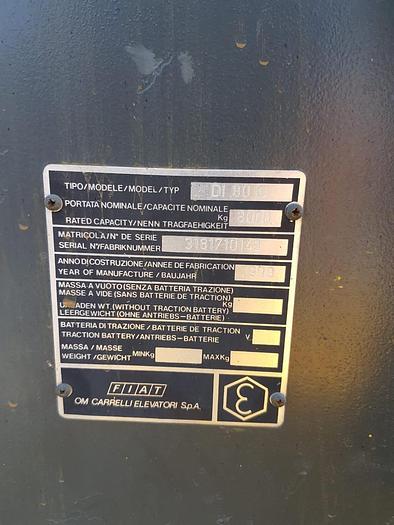 TIPO/MODELE/MODEL/TYP DI 80 C
PORTATA NOMINALE/CAPACITE NOMINALE
Kg 8000
RATED CAPACITY/NENN TRAGFAEHIGKEIT
MATRICOLA/N° DE SERIE
SERIAL N°/FABRIKNUMMER
ANNO DI COSTRUZIONE/ANNEE DE FABRICATION
YEAR OF MANUFACTURE/BAUJAHR
MASSA A VUOTO (SENZA BATTERIA TRAZIONE)
MASSE A VIDE (SANS BATTERIE DE TRACTION)
Kg
UNLADEN WT. (WITHOUT TRACTION BATTERY)
LEERGEWICHT (OHNE ANTRIEBS-BATTERIE)
BATTERIA DI TRAZIONE/BATTERIE DE TRACTION
V
TRACTION BATTERY/ANTRIEBS-BATTERIE
MASSA/MASSE
WEIGHT/GEWICHT MINKg MAXKg
FIAT
OM CARRELLI ELEVATORI S.p.A.